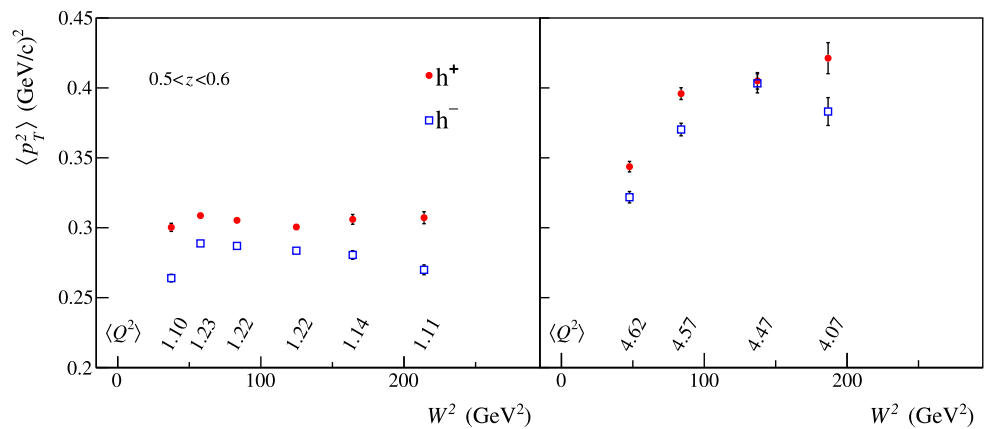 0.45
0.4
0.35
0.3
0.25
0.2
⟨p_T^2⟩ (GeV/c)^2
0.5<z<0.6
h^+
h^−
⟨Q^2⟩ 1.10 1.23 1.22 1.22 1.14 1.11
0 100 200
W^2 (GeV^2)
⟨Q^2⟩ 4.62 4.57 4.47 4.07
0 100 200
W^2 (GeV^2)